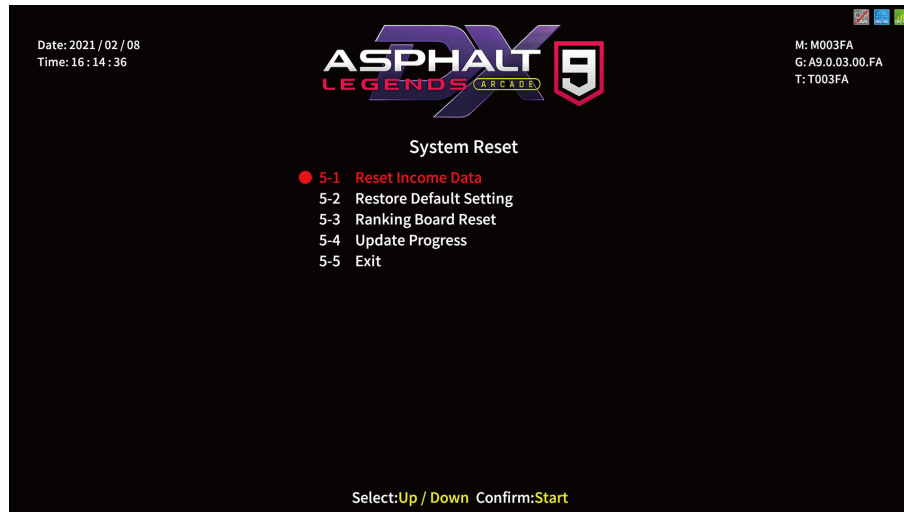 Date: 2021 / 02 / 08
Time: 16 : 14 : 36
ASPHALT 9
LEGENDS ARCADE
DX
M: M003FA
G: A9.0.03.00.FA
T: T003FA
System Reset
5-1 Reset Income Data
5-2 Restore Default Setting
5-3 Ranking Board Reset
5-4 Update Progress
5-5 Exit
Select:Up / Down Confirm:Start